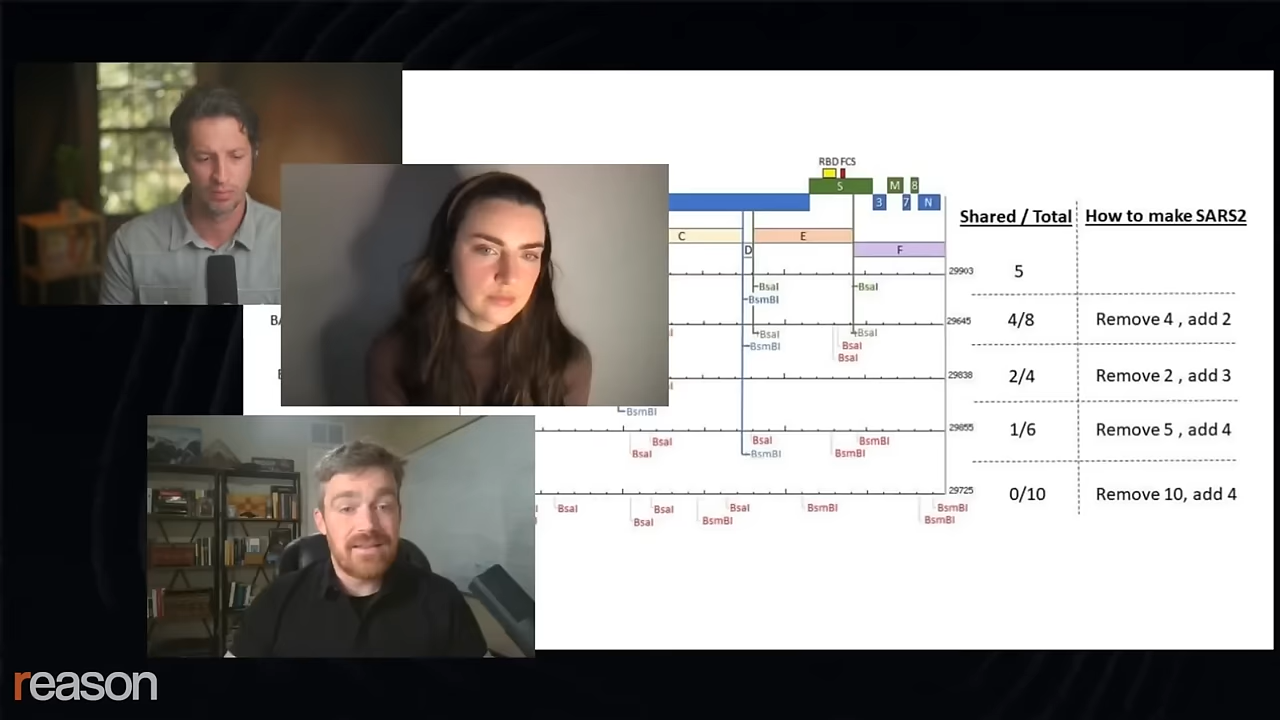 RBD FCS
S M 8
3 7 N
Shared / Total How to make SARS2
C E
D F
29903
5
BsaI BsaI
BsmBI
29645
4/8 Remove 4 , add 2
BsaI BsaI
BsmBI BsaI
BsaI
29838
2/4 Remove 2 , add 3
BsmBI
29855
1/6 Remove 5 , add 4
BsaI BsaI BsmBI
BsaI BsmBI BsmBI
29725
0/10 Remove 10, add 4
BsaI BsaI BsaI BsmBI BsmBI
BsaI BsmBI BsmBI
reason